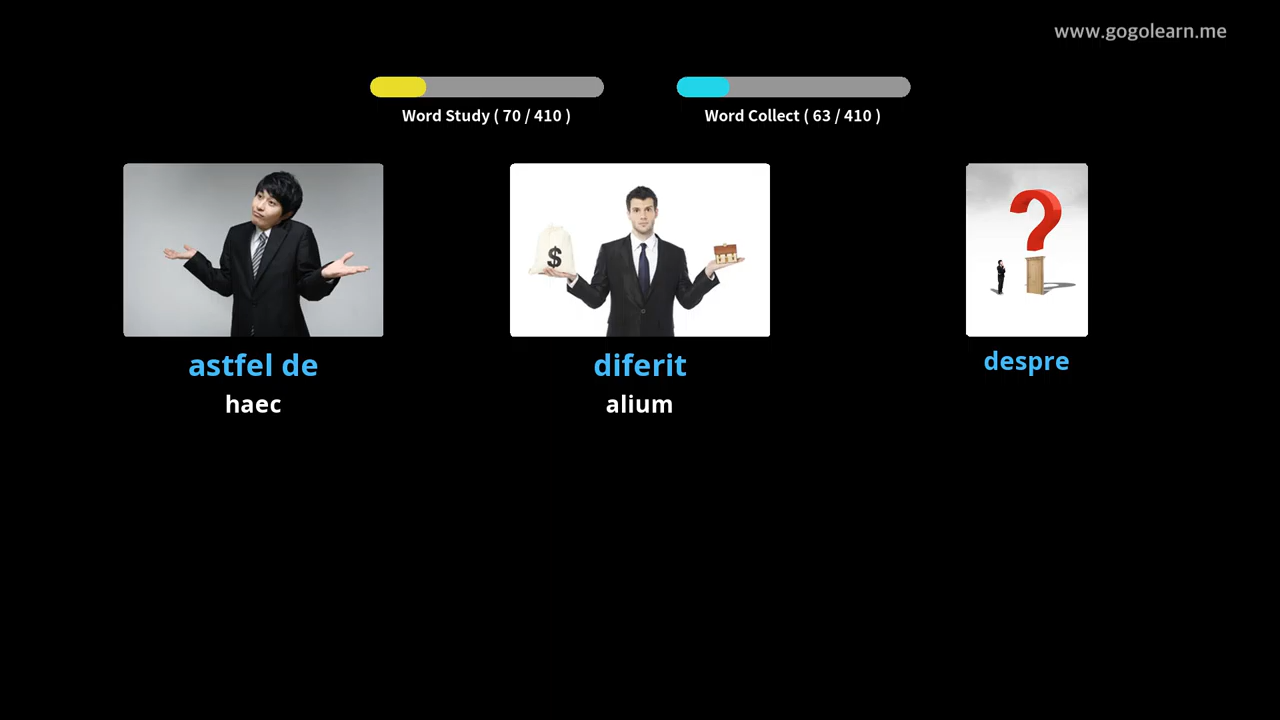 www.gogolearn.me
Word Study ( 70 / 410 )
Word Collect ( 63 / 410 )
$
astfel de
haec
diferit
alium
?
despre